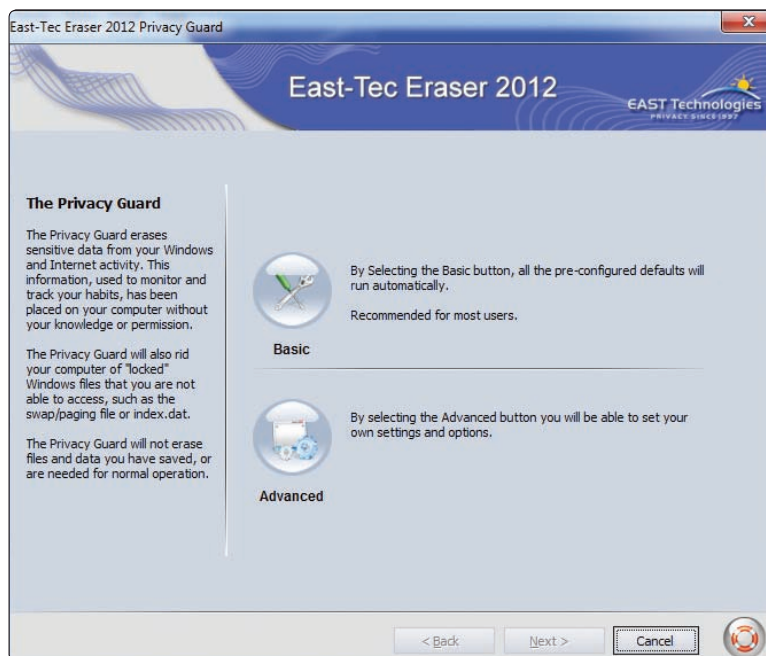 East-Tec Eraser 2012 Privacy Guard
East-Tec Eraser 2012
EAST Technologies
PRIVACY SINCE 1997
The Privacy Guard
The Privacy Guard erases
sensitive data from your Windows
and Internet activity. This
information, used to monitor and
track your habits, has been
placed on your computer without
your knowledge or permission.
The Privacy Guard will also rid
your computer of "locked"
Windows files that you are not
able to access, such as the
swap/paging file or index.dat.
The Privacy Guard will not erase
files and data you have saved, or
are needed for normal operation.
By Selecting the Basic button, all the pre-configured defaults will
run automatically.
Recommended for most users.
Basic
By selecting the Advanced button you will be able to set your
own settings and options.
Advanced
< Back
Next >
Cancel